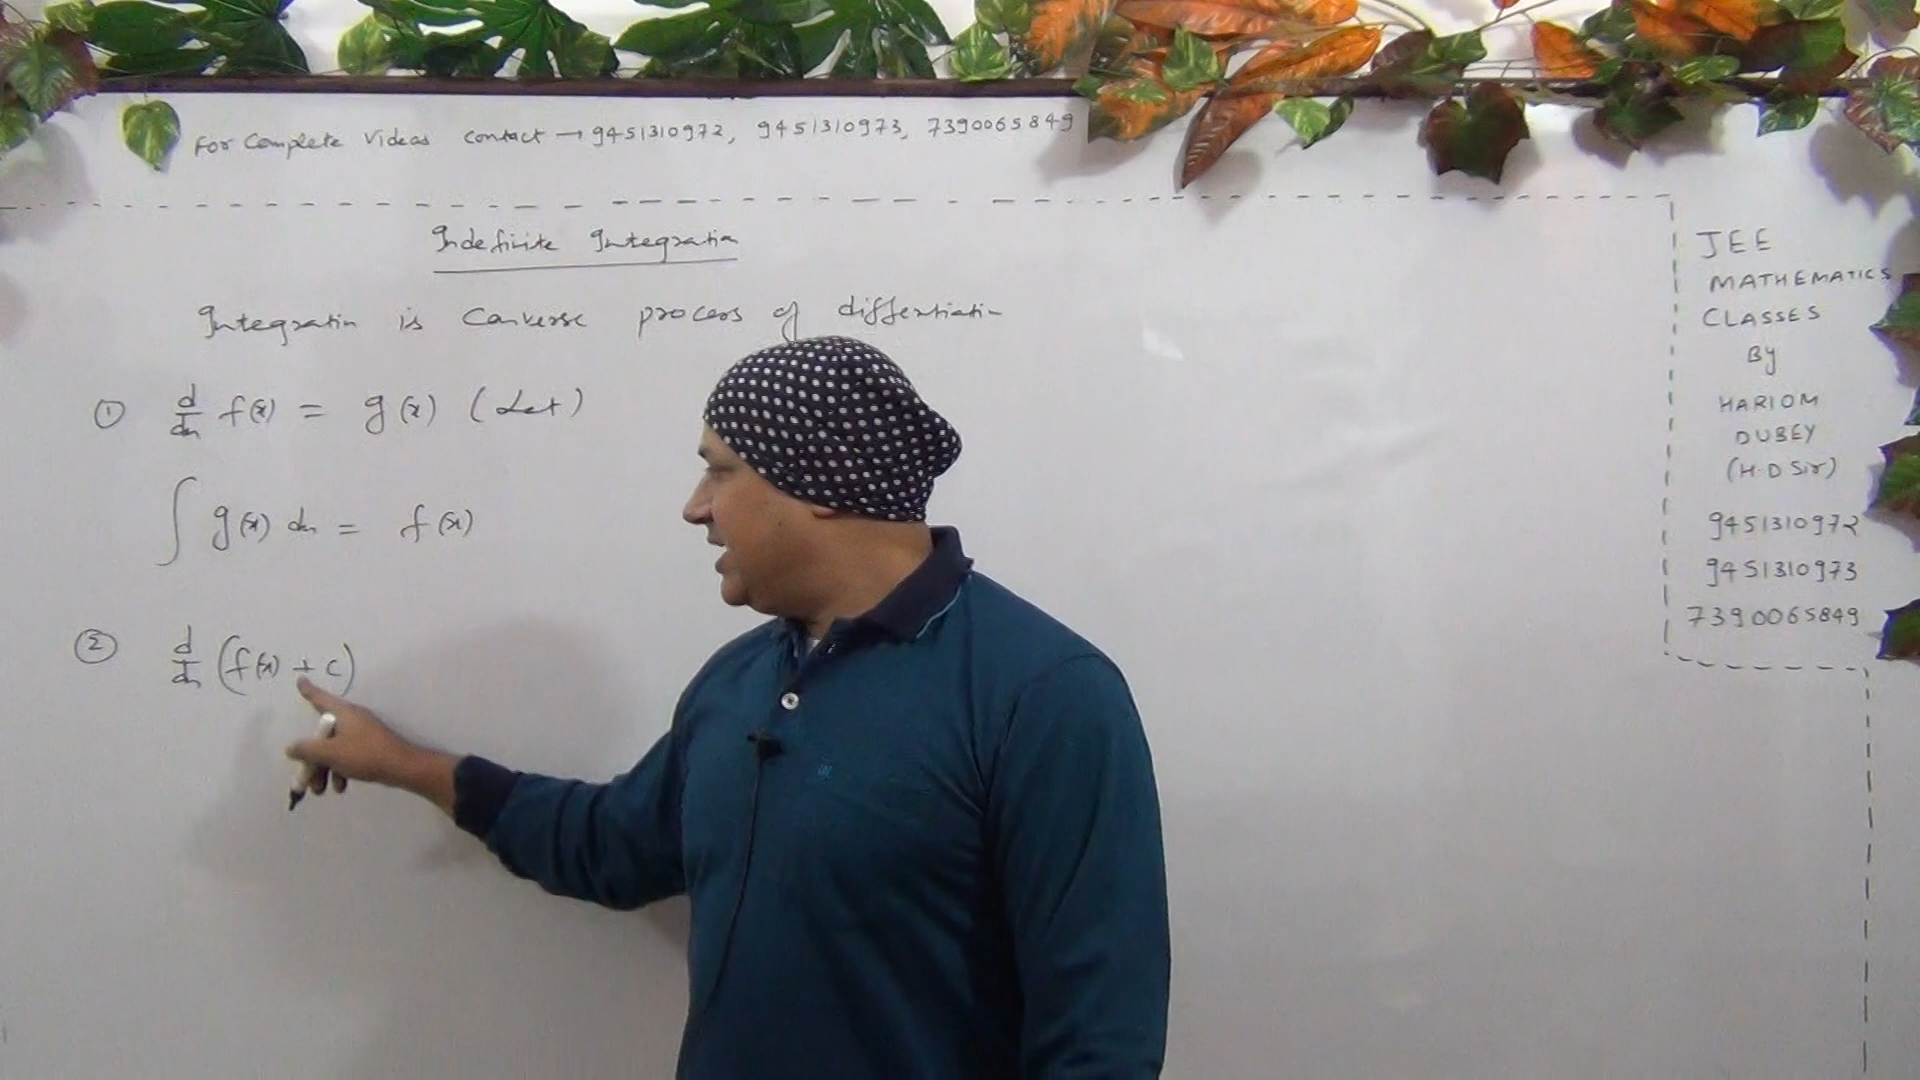 For Complete Videos contact → 9451310972, 9451310973, 7390065849
Indefinite Integration
Integration is Converse process of differentiation
① d/dx f(x) = g(x) (Let)
∫ g(x) dx = f(x)
② d/dx (f(x) + c)
JEE
MATHEMATICS
CLASSES
By
HARIOM
DUBEY
(H.D Sir)
9451310972
9451310973
7390065849